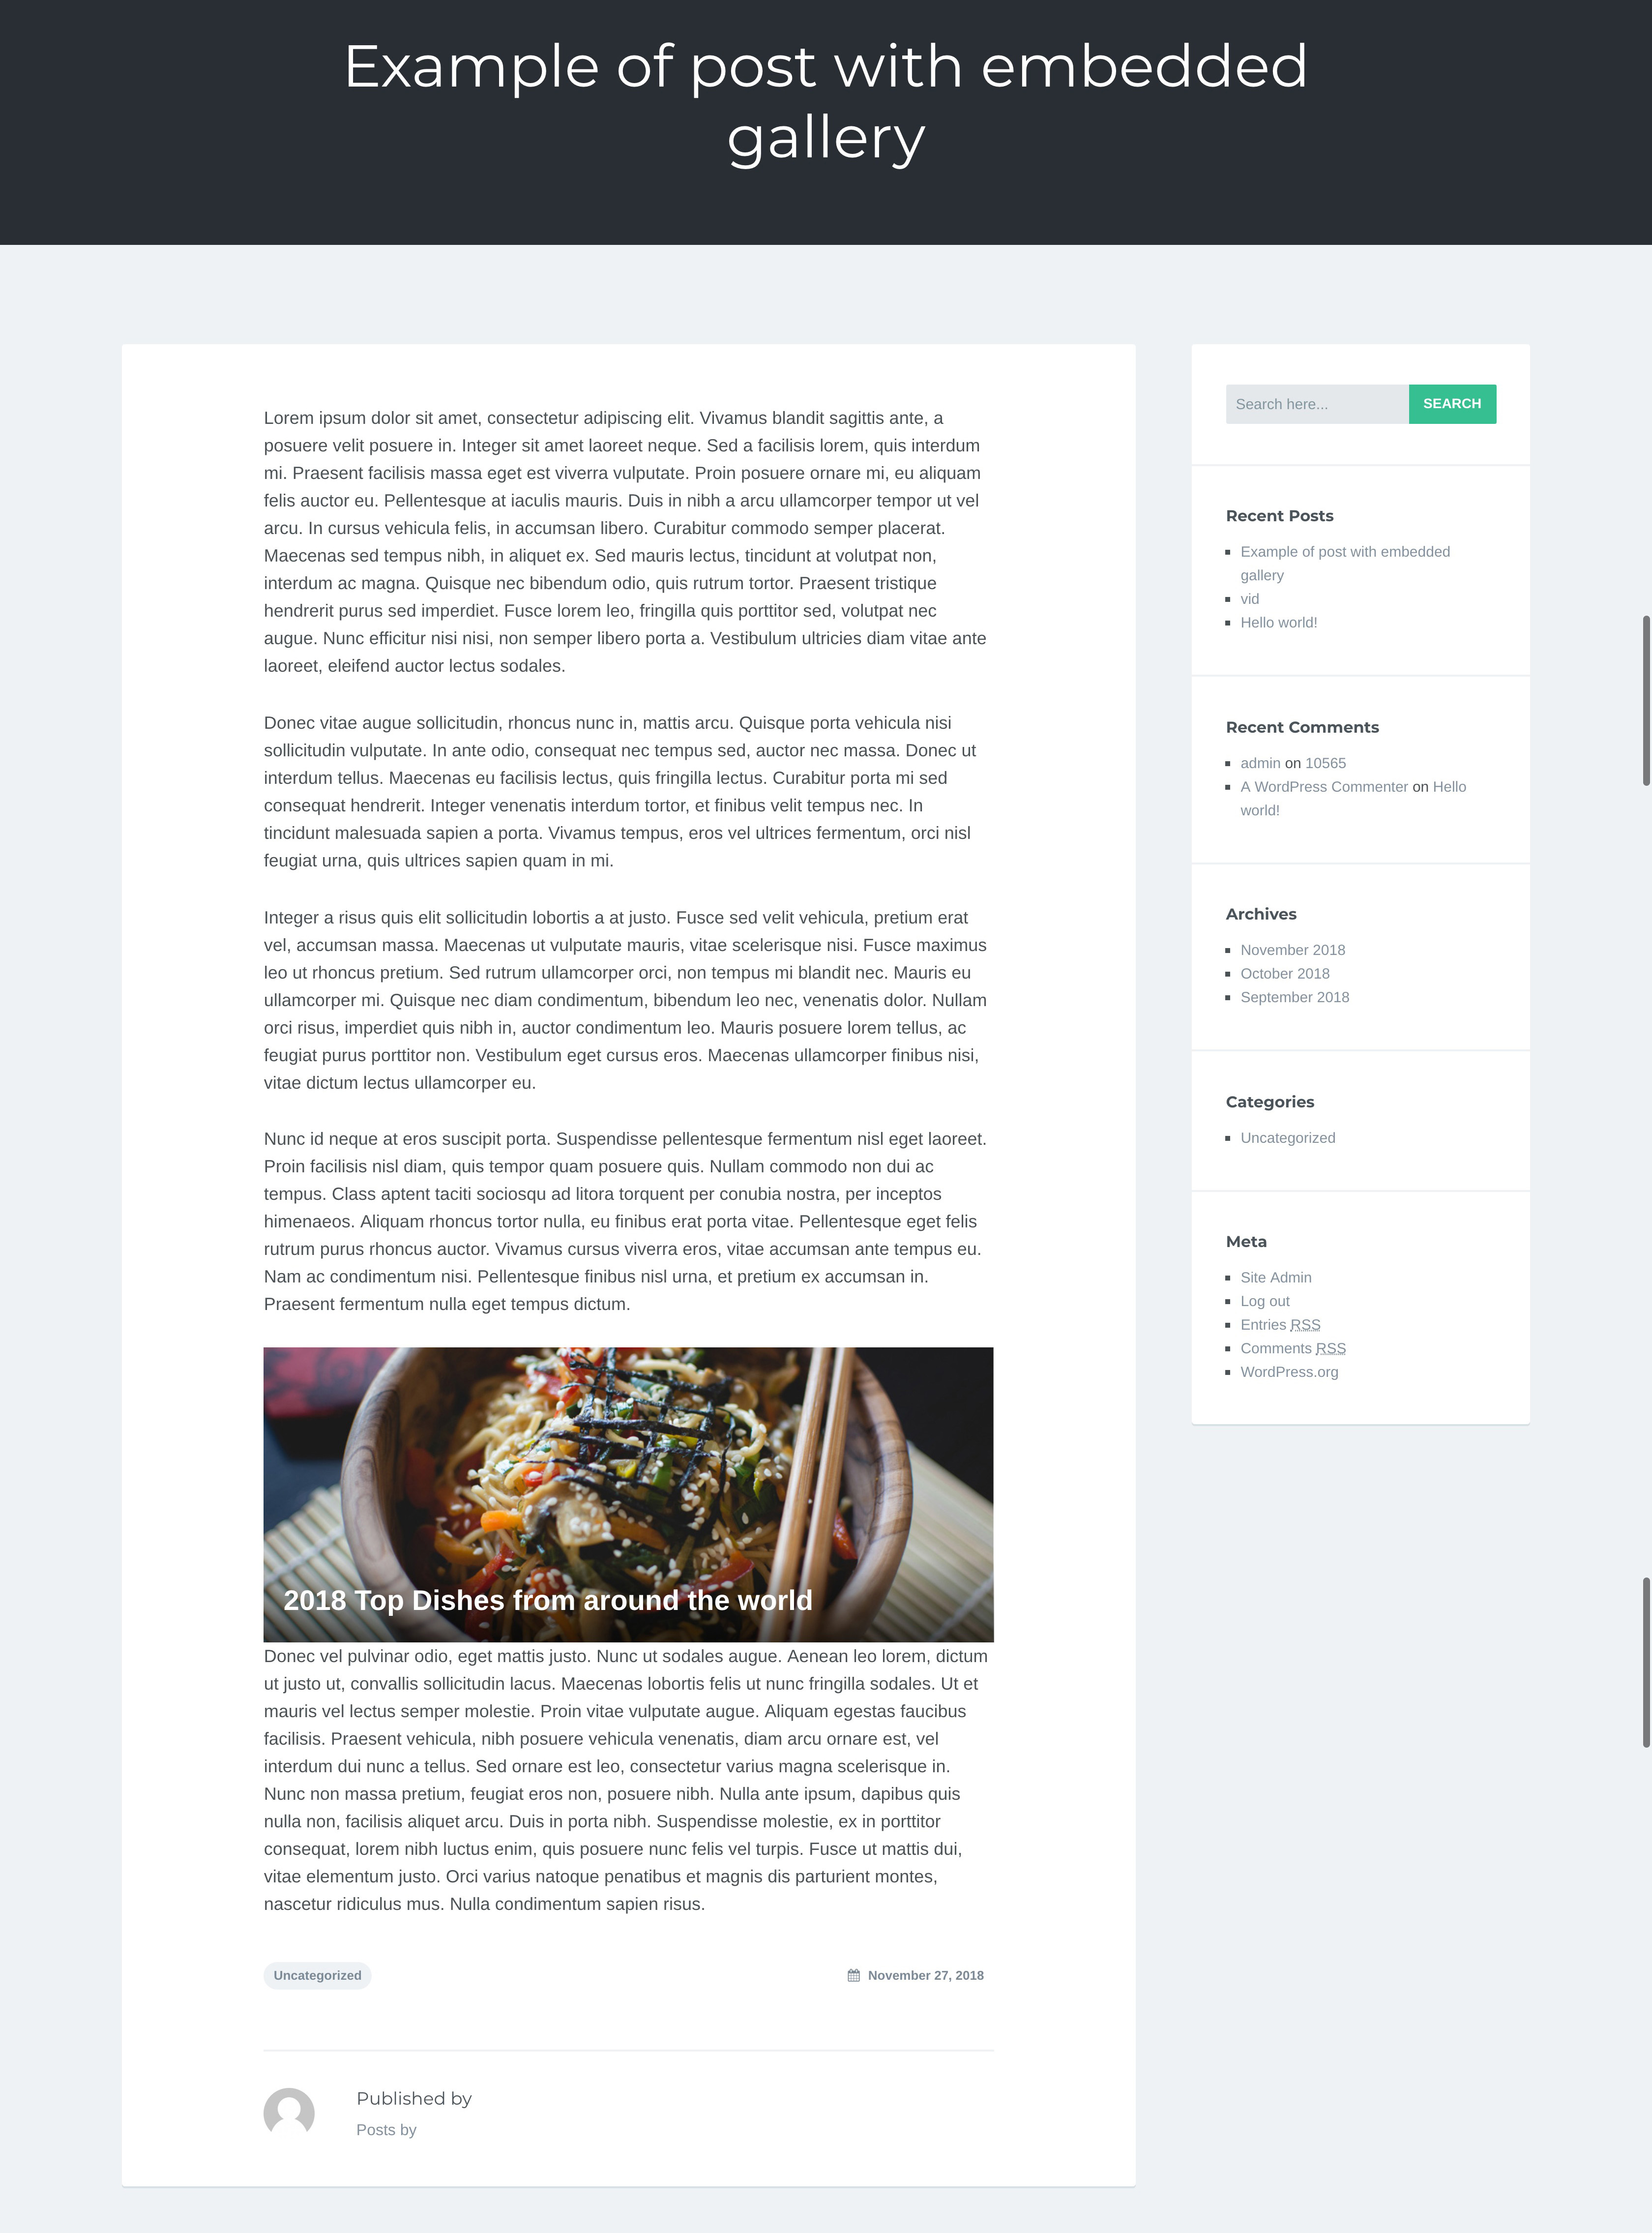 Example of post with embedded
gallery
Lorem ipsum dolor sit amet, consectetur adipiscing elit. Vivamus blandit sagittis ante, a
posuere velit posuere in. Integer sit amet laoreet neque. Sed a facilisis lorem, quis interdum
mi. Praesent facilisis massa eget est viverra vulputate. Proin posuere ornare mi, eu aliquam
felis auctor eu. Pellentesque at iaculis mauris. Duis in nibh a arcu ullamcorper tempor ut vel
arcu. In cursus vehicula felis, in accumsan libero. Curabitur commodo semper placerat.
Maecenas sed tempus nibh, in aliquet ex. Sed mauris lectus, tincidunt at volutpat non,
interdum ac magna. Quisque nec bibendum odio, quis rutrum tortor. Praesent tristique
hendrerit purus sed imperdiet. Fusce lorem leo, fringilla quis porttitor sed, volutpat nec
augue. Nunc efficitur nisi nisi, non semper libero porta a. Vestibulum ultricies diam vitae ante
laoreet, eleifend auctor lectus sodales.
Donec vitae augue sollicitudin, rhoncus nunc in, mattis arcu. Quisque porta vehicula nisi
sollicitudin vulputate. In ante odio, consequat nec tempus sed, auctor nec massa. Donec ut
interdum tellus. Maecenas eu facilisis lectus, quis fringilla lectus. Curabitur porta mi sed
consequat hendrerit. Integer venenatis interdum tortor, et finibus velit tempus nec. In
tincidunt malesuada sapien a porta. Vivamus tempus, eros vel ultrices fermentum, orci nisl
feugiat urna, quis ultrices sapien quam in mi.
Integer a risus quis elit sollicitudin lobortis a at justo. Fusce sed velit vehicula, pretium erat
vel, accumsan massa. Maecenas ut vulputate mauris, vitae scelerisque nisi. Fusce maximus
leo ut rhoncus pretium. Sed rutrum ullamcorper orci, non tempus mi blandit nec. Mauris eu
ullamcorper mi. Quisque nec diam condimentum, bibendum leo nec, venenatis dolor. Nullam
orci risus, imperdiet quis nibh in, auctor condimentum leo. Mauris posuere lorem tellus, ac
feugiat purus porttitor non. Vestibulum eget cursus eros. Maecenas ullamcorper finibus nisi,
vitae dictum lectus ullamcorper eu.
Nunc id neque at eros suscipit porta. Suspendisse pellentesque fermentum nisl eget laoreet.
Proin facilisis nisl diam, quis tempor quam posuere quis. Nullam commodo non dui ac
tempus. Class aptent taciti sociosqu ad litora torquent per conubia nostra, per inceptos
himenaeos. Aliquam rhoncus tortor nulla, eu finibus erat porta vitae. Pellentesque eget felis
rutrum purus rhoncus auctor. Vivamus cursus viverra eros, vitae accumsan ante tempus eu.
Nam ac condimentum nisi. Pellentesque finibus nisl urna, et pretium ex accumsan in.
Praesent fermentum nulla eget tempus dictum.
2018 Top Dishes from around the world
Donec vel pulvinar odio, eget mattis justo. Nunc ut sodales augue. Aenean leo lorem, dictum
ut justo ut, convallis sollicitudin lacus. Maecenas lobortis felis ut nunc fringilla sodales. Ut et
mauris vel lectus semper molestie. Proin vitae vulputate augue. Aliquam egestas faucibus
facilisis. Praesent vehicula, nibh posuere vehicula venenatis, diam arcu ornare est, vel
interdum dui nunc a tellus. Sed ornare est leo, consectetur varius magna scelerisque in.
Nunc non massa pretium, feugiat eros non, posuere nibh. Nulla ante ipsum, dapibus quis
nulla non, facilisis aliquet arcu. Duis in porta nibh. Suspendisse molestie, ex in porttitor
consequat, lorem nibh luctus enim, quis posuere nunc felis vel turpis. Fusce ut mattis dui,
vitae elementum justo. Orci varius natoque penatibus et magnis dis parturient montes,
nascetur ridiculus mus. Nulla condimentum sapien risus.
Uncategorized
November 27, 2018
Published by
Posts by
Search here...
SEARCH
Recent Posts
Example of post with embedded
gallery
vid
Hello world!
Recent Comments
admin on 10565
A WordPress Commenter on Hello
world!
Archives
November 2018
October 2018
September 2018
Categories
Uncategorized
Meta
Site Admin
Log out
Entries RSS
Comments RSS
WordPress.org